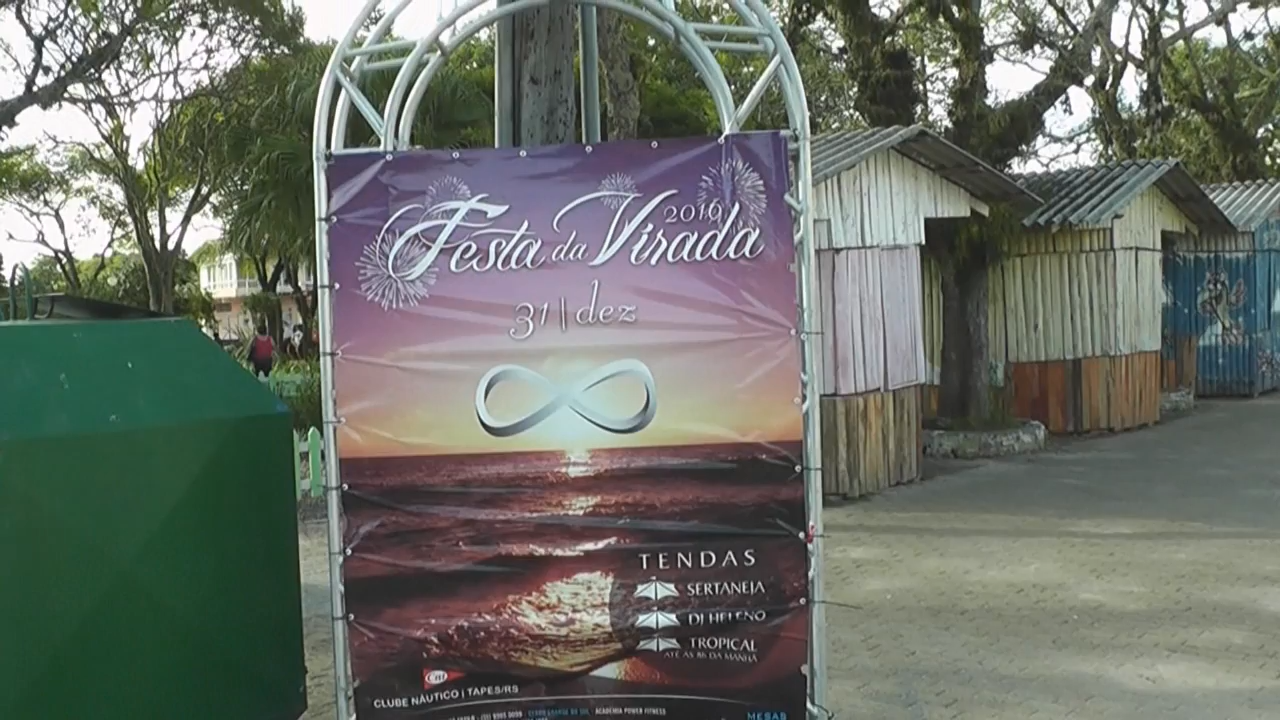 2016
Festa da Virada
31 | dez
TENDAS
SERTANEJA
DJ HELENO
TROPICAL
ATÉ AS 8h DA MANHÃ
CLUBE NÁUTICO | TAPES/RS
ACADEMIA POWER FITNESS
MESAS